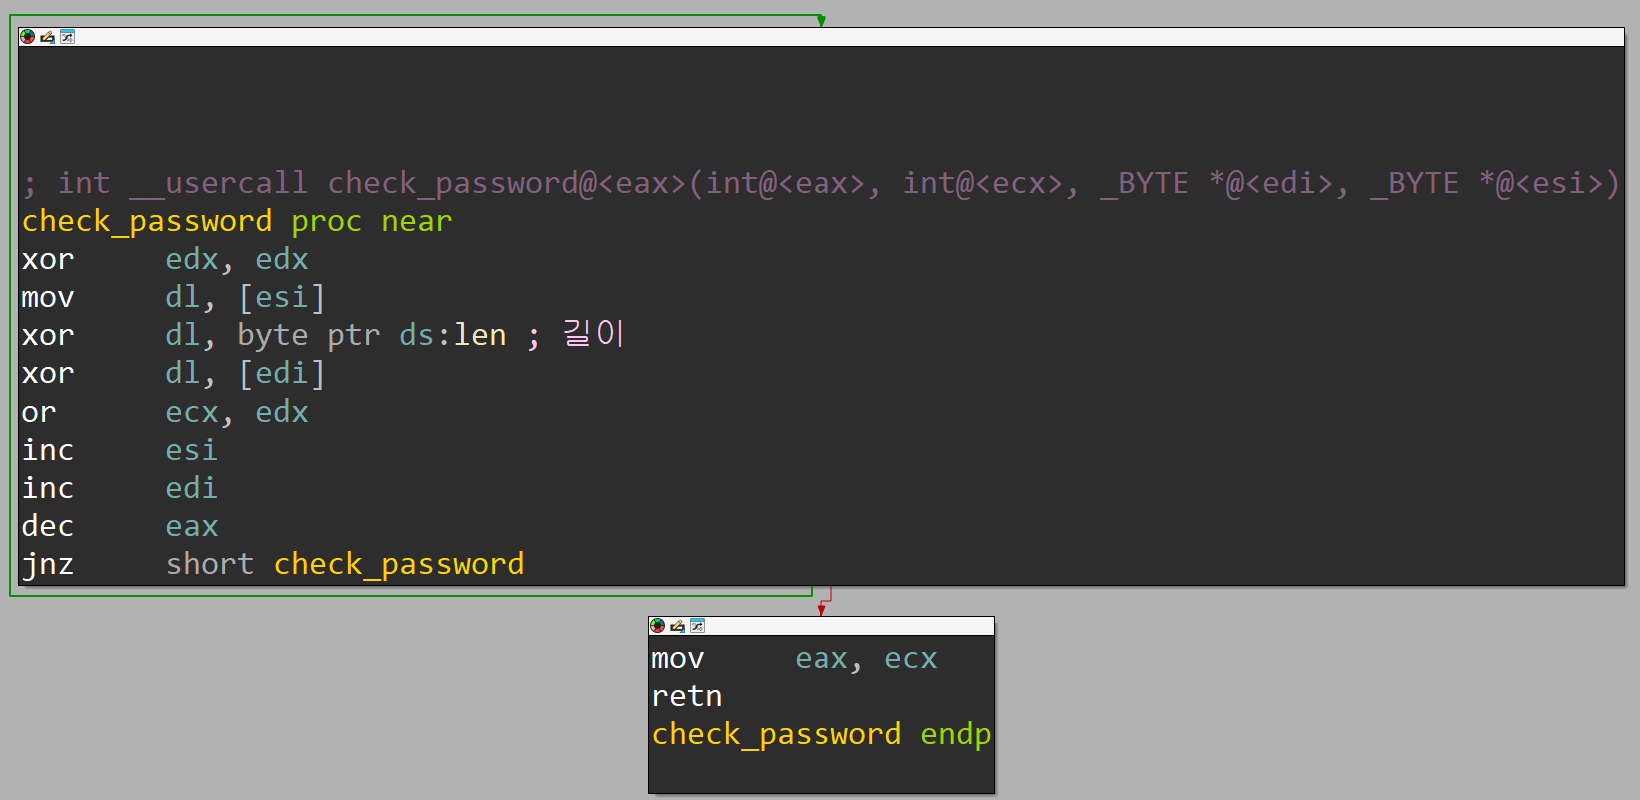 ; int __usercall check_password@<eax>(int@<eax>, int@<ecx>, _BYTE *@<edi>, _BYTE *@<esi>)
check_password proc near
xor     edx, edx
mov     dl, [esi]
xor     dl, byte ptr ds:len ; 길이
xor     dl, [edi]
or      ecx, edx
inc     esi
inc     edi
dec     eax
jnz     short check_password
mov     eax, ecx
retn
check_password endp